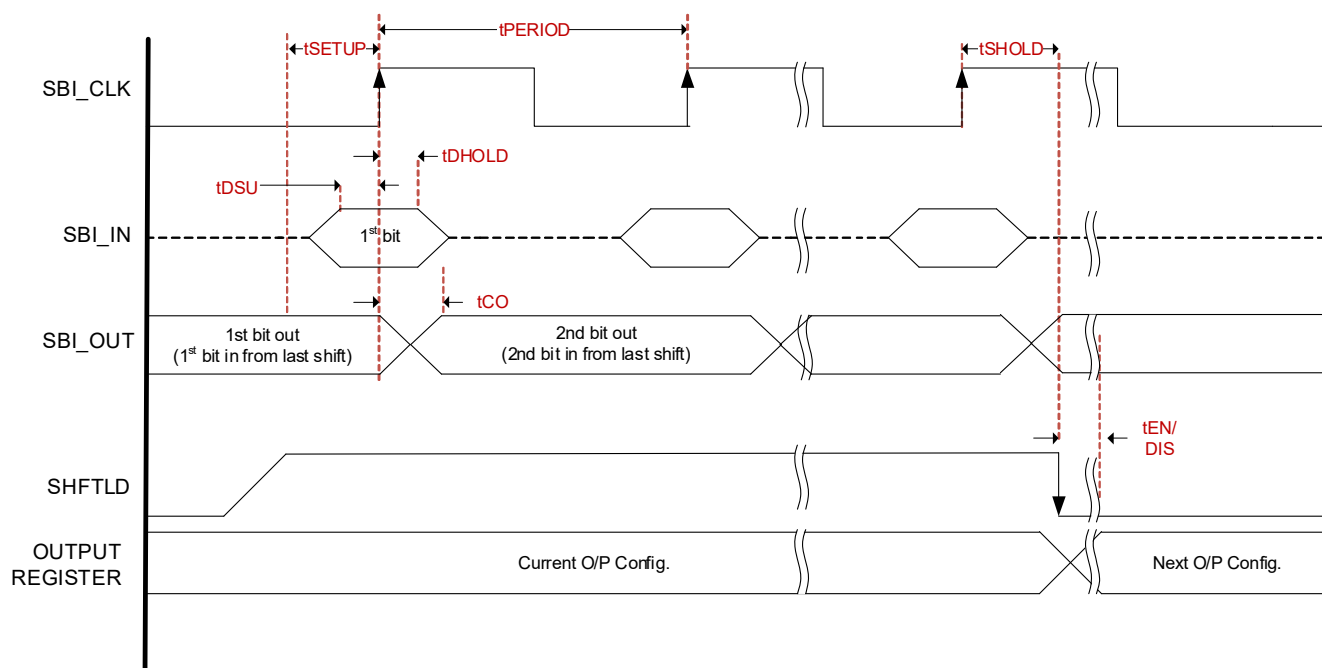 tSETUP
tPERIOD
tSHOLD
SBI_CLK
tDHOLD
tDSU
SBI_IN
1st bit
tCO
SBI_OUT
1st bit out
(1st bit in from last shift)
2nd bit out
(2nd bit in from last shift)
tEN/
DIS
SHFTLD
OUTPUT
REGISTER
Current O/P Config.
Next O/P Config.